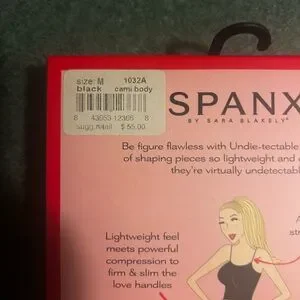 size: M 1032A
black cami body
8 43953 12366 8
sugg. retail $ 55.00
SPANX
BY SARA BLAKELY
Be figure flawless with Undie-tectable
of shaping pieces so lightweight and
they're virtually undetectab
Lightweight feel
meets powerful
compression to
firm & slim the
love handles
A
str